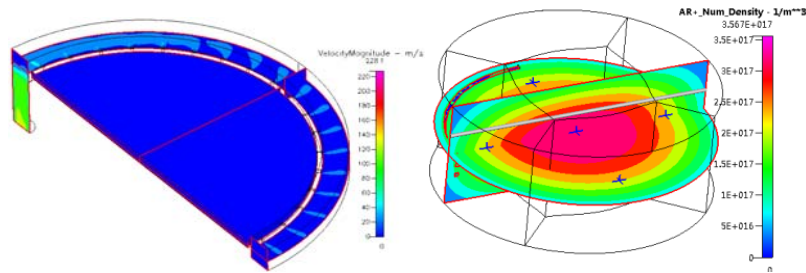 VelocityMagnitude - m/s
220
200
180
160
140
120
100
80
60
40
20
0
AR+_Num_Density - 1/m**3
3.567E+017
3.5E+017
3E+017
2.5E+017
2E+017
1.5E+017
1E+017
5E+016
0
0